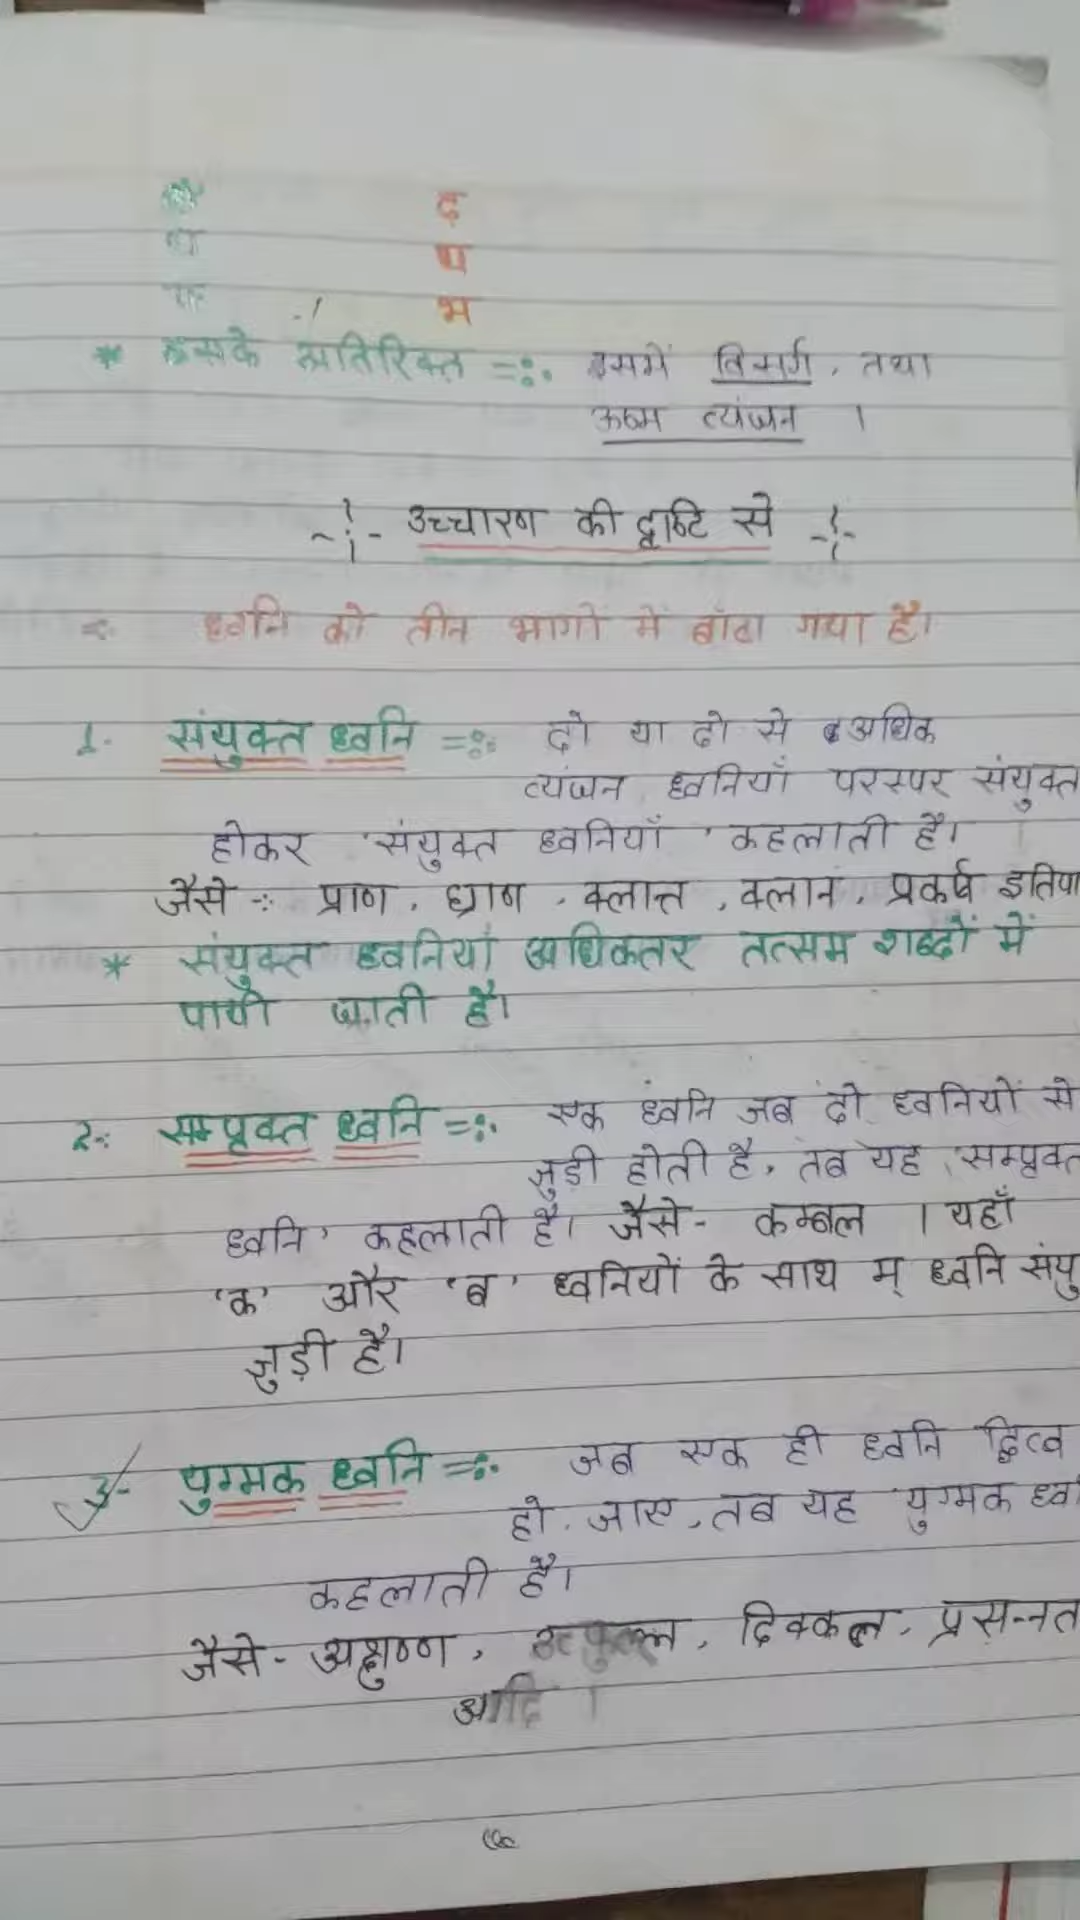 द
ध
भ
* इसके अतिरिक्त =:. इसमें विसर्ग, तथा
ऊष्म व्यंजन ।
-:- उच्चारण की दृष्टि से -:-
ध्वनि को तीन भागों में बाँटा गया है।
1. संयुक्त ध्वनि =:. दो या दो से अधिक
व्यंजन ध्वनियाँ परस्पर संयुक्त
होकर 'संयुक्त ध्वनियाँ' कहलाती है।
जैसे :- प्राण, घ्राण, क्लान्त, क्लान, प्रकर्ष
* संयुक्त ध्वनियां अधिकतर तत्सम शब्दों में
पायी जाती है।
2:. सम्पृक्त ध्वनि =:. एक ध्वनि जब दो ध्वनियों से
जुड़ी होती है, तब यह 'सम्पृक्त
ध्वनि' कहलाती है। जैसे- कम्बल । यहाँ
'क' और 'ब' ध्वनियों के साथ म् ध्वनि संयु
जुड़ी है।
3- युग्मक ध्वनि =:. जब एक ही ध्वनि द्वित्व
हो जाए, तब यह युग्मक ध्व
कहलाती है।
जैसे- अक्षुण्ण, उत्फुल्ल, दिक्कत, प्रसन्नत
आदि ।